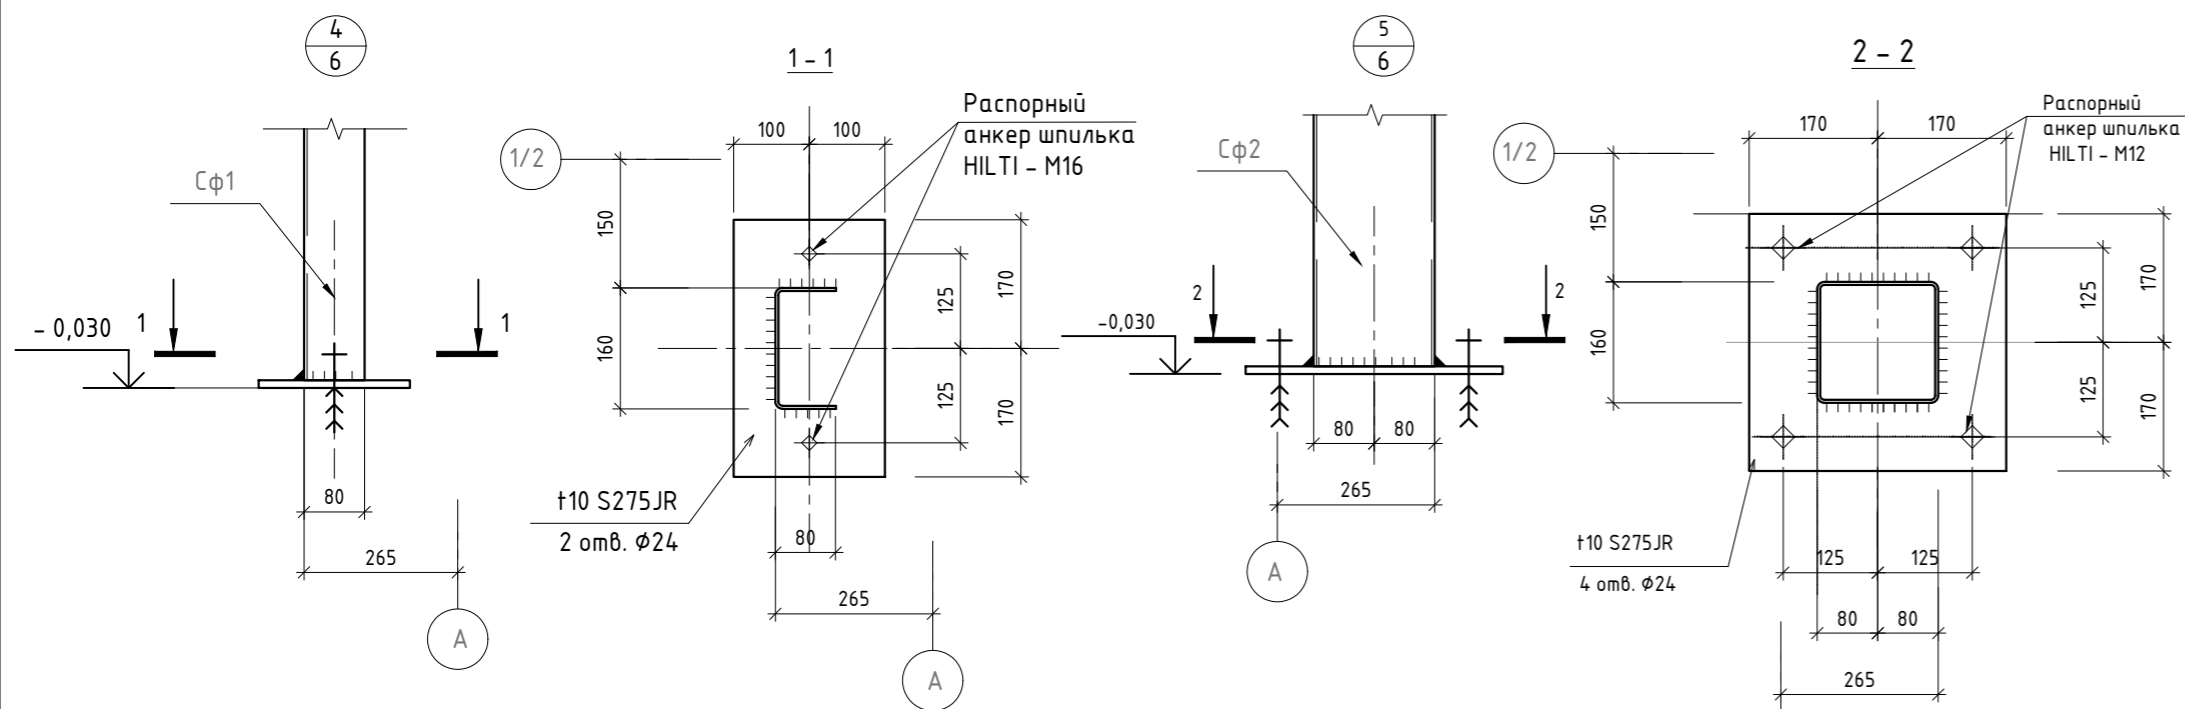 4
6
Сф1
- 0,030
1
1
80
265
А
1 - 1
1/2
100
100
Распорный
анкер шпилька
HILTI - М16
150
160
125
125
170
170
t10 S275JR
2 отв. Ф24
80
265
А
5
6
Сф2
-0,030
2
2
80
80
265
А
2 - 2
1/2
170
170
Распорный
анкер шпилька
HILTI - М12
150
160
125
125
170
170
t10 S275JR
4 отв. Ф24
125
125
80
80
265